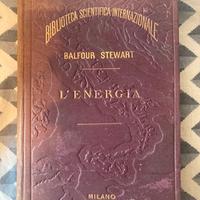 BIBLIOTECA SCIENTIFICA INTERNAZIONALE
BALFOUR STEWART
L'ENERGIA
MILANO